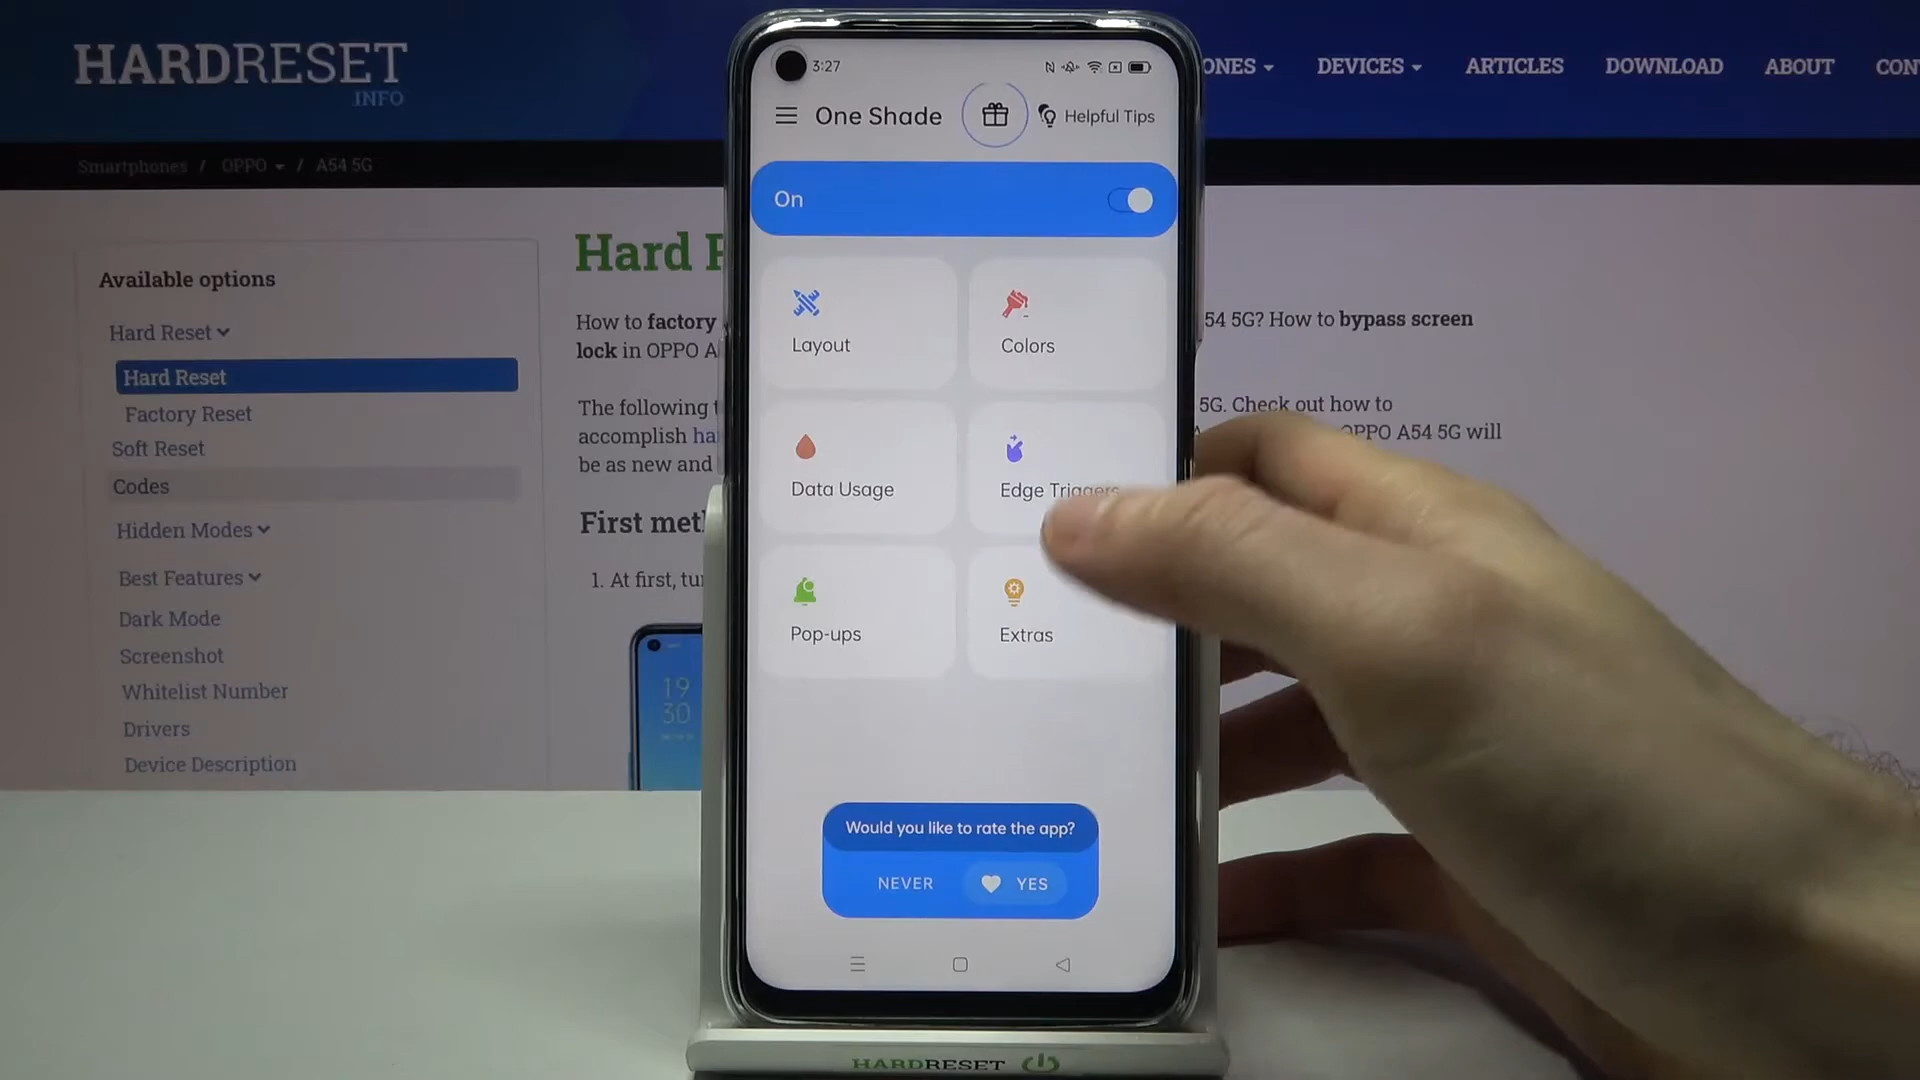 HARDRESET
.INFO
DEVICES
ARTICLES
DOWNLOAD
ABOUT
Smartphones / OPPO / A54 5G
Available options
Hard Reset
Hard Reset
Factory Reset
Soft Reset
Codes
Hidden Modes
Best Features
Dark Mode
Screenshot
Whitelist Number
Drivers
Device Description
Hard
How to factory
lock in OPPO
The following
accomplish
be as new and
First
1. At first,
19
30
54 5G? How to bypass screen
5G. Check out how to
OPPO A54 5G will
3:27
One Shade
Helpful Tips
On
Layout
Colors
Data Usage
Edge Triggers
Pop-ups
Extras
Would you like to rate the app?
NEVER
YES
HARDRESET